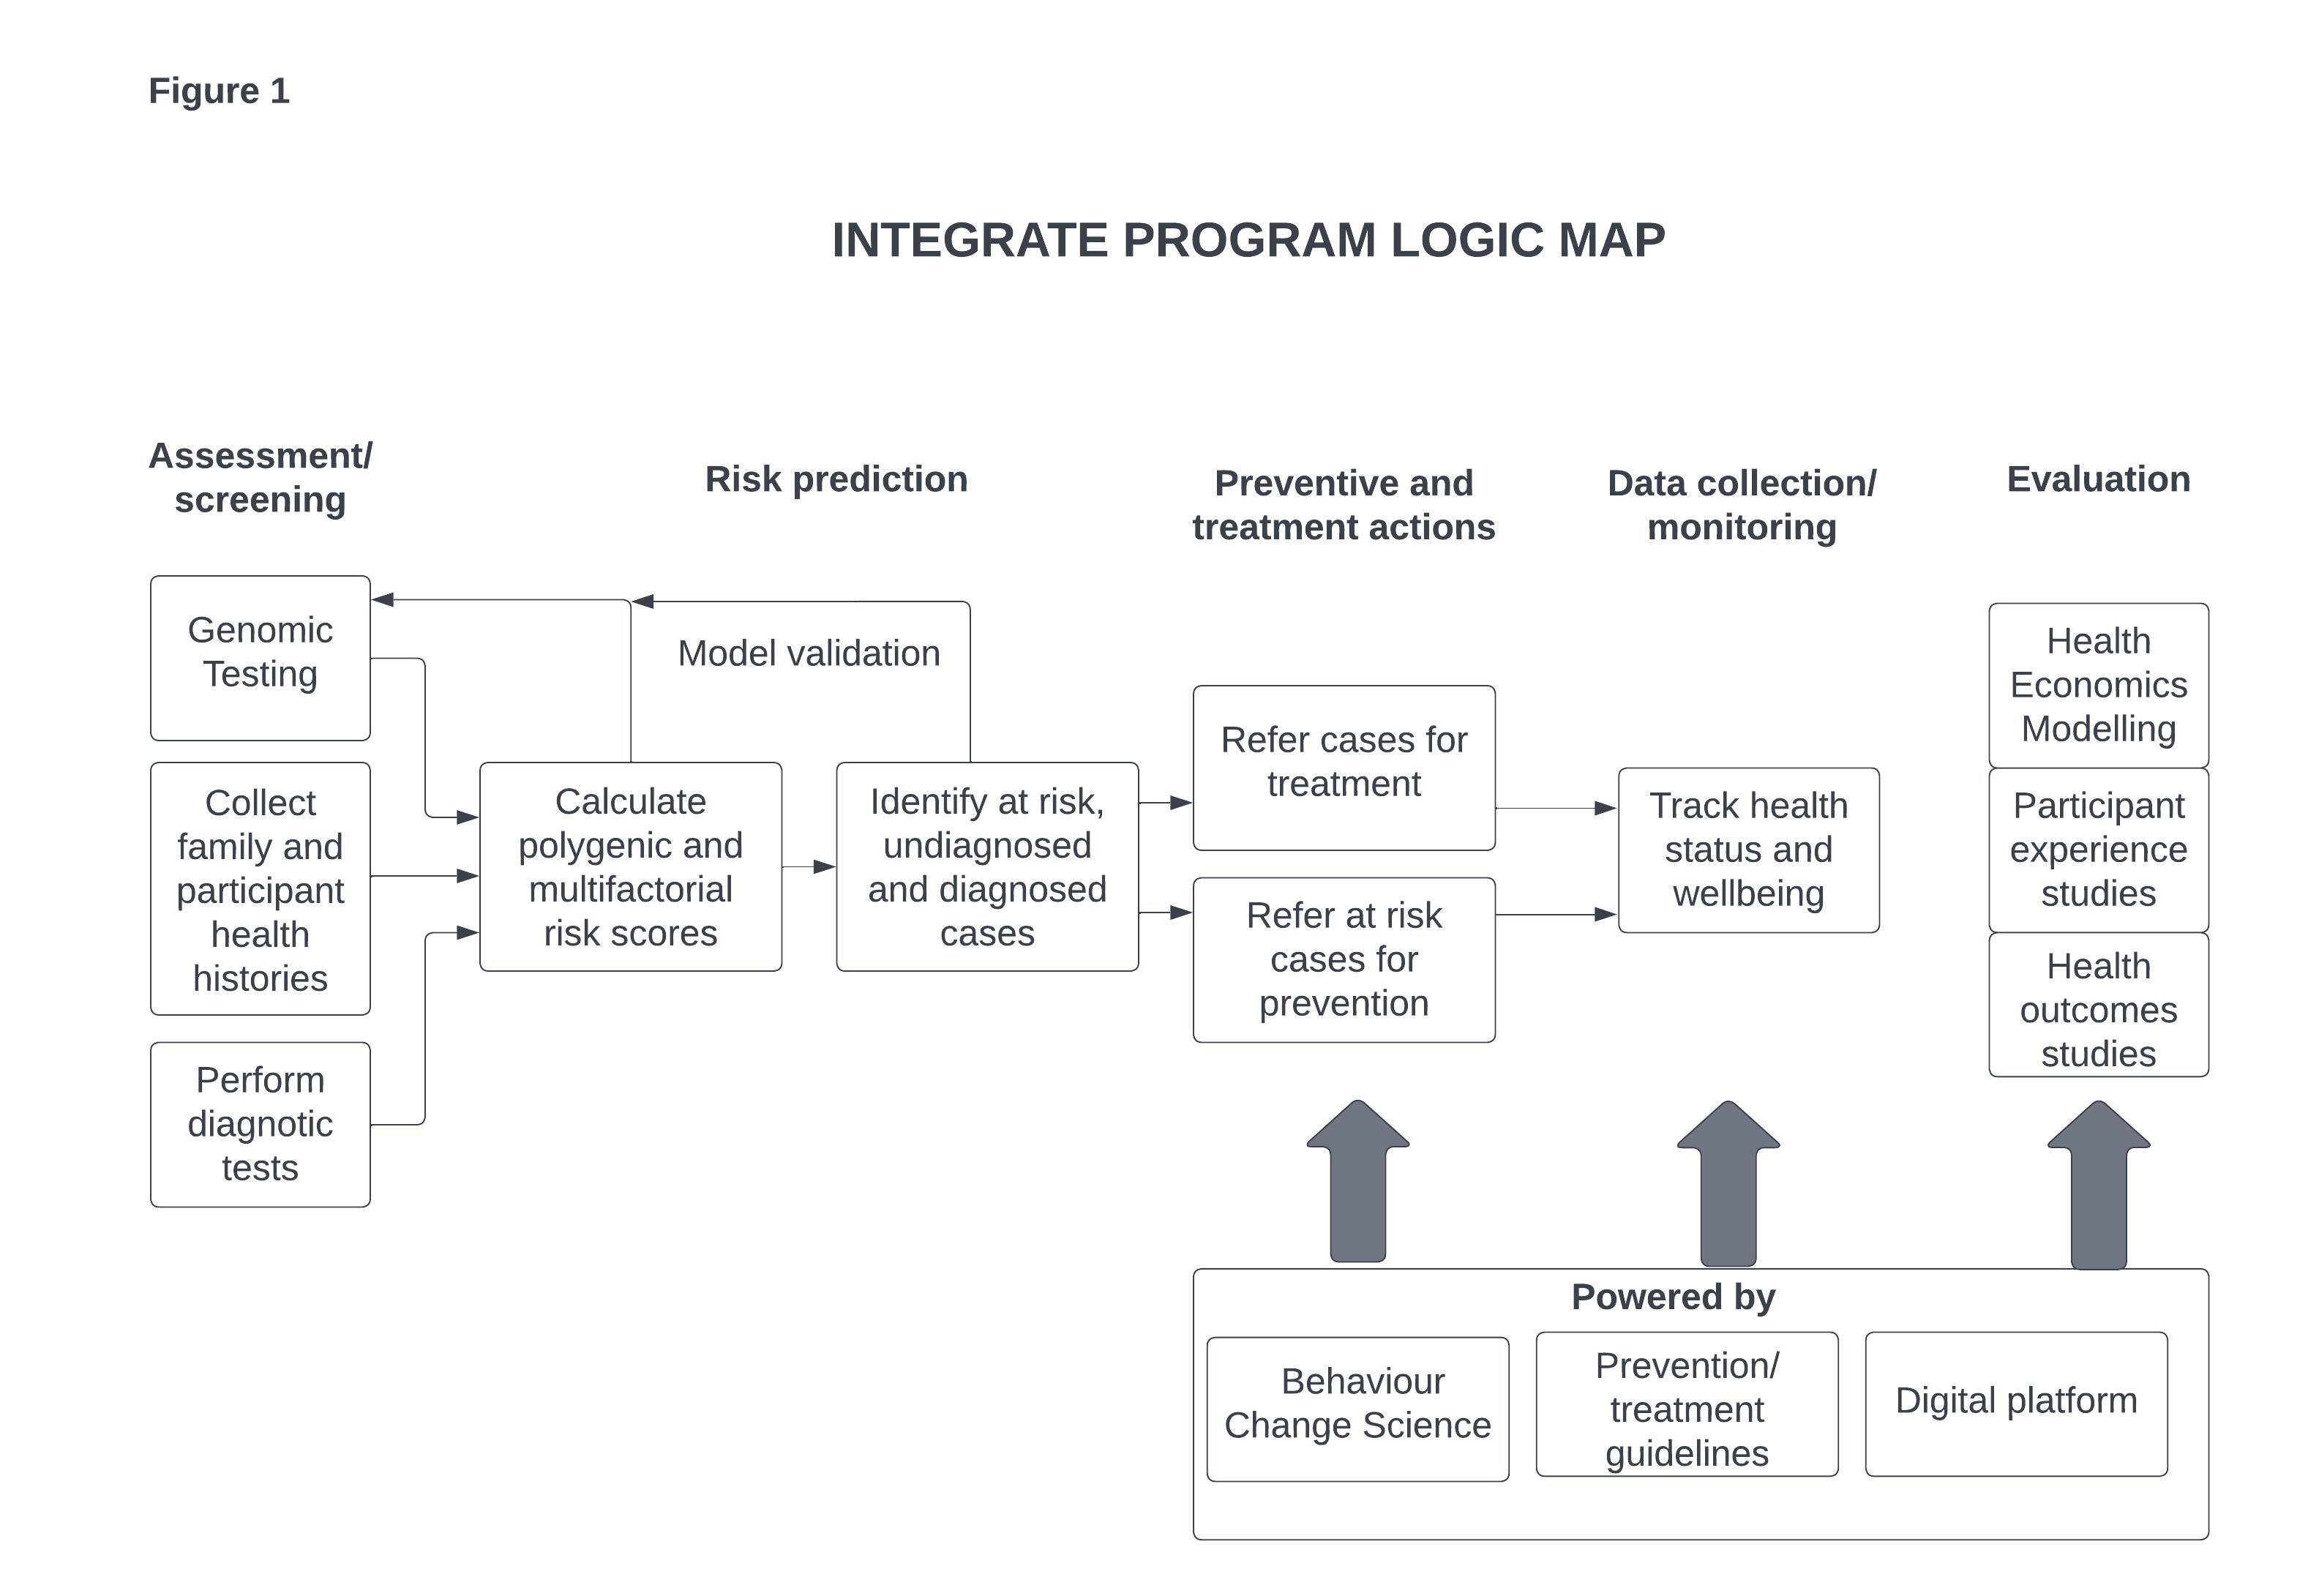 Figure 1
INTEGRATE PROGRAM LOGIC MAP
Assessment/
screening
Risk prediction
Preventive and
treatment actions
Data collection/
monitoring
Evaluation
Genomic
Testing
Collect
family and
participant
health
histories
Perform
diagnotic
tests
Model validation
Calculate
polygenic and
multifactorial
risk scores
Identify at risk,
undiagnosed
and diagnosed
cases
Refer cases for
treatment
Refer at risk
cases for
prevention
Track health
status and
wellbeing
Health
Economics
Modelling
Participant
experience
studies
Health
outcomes
studies
Powered by
Behaviour
Change Science
Prevention/
treatment
guidelines
Digital platform